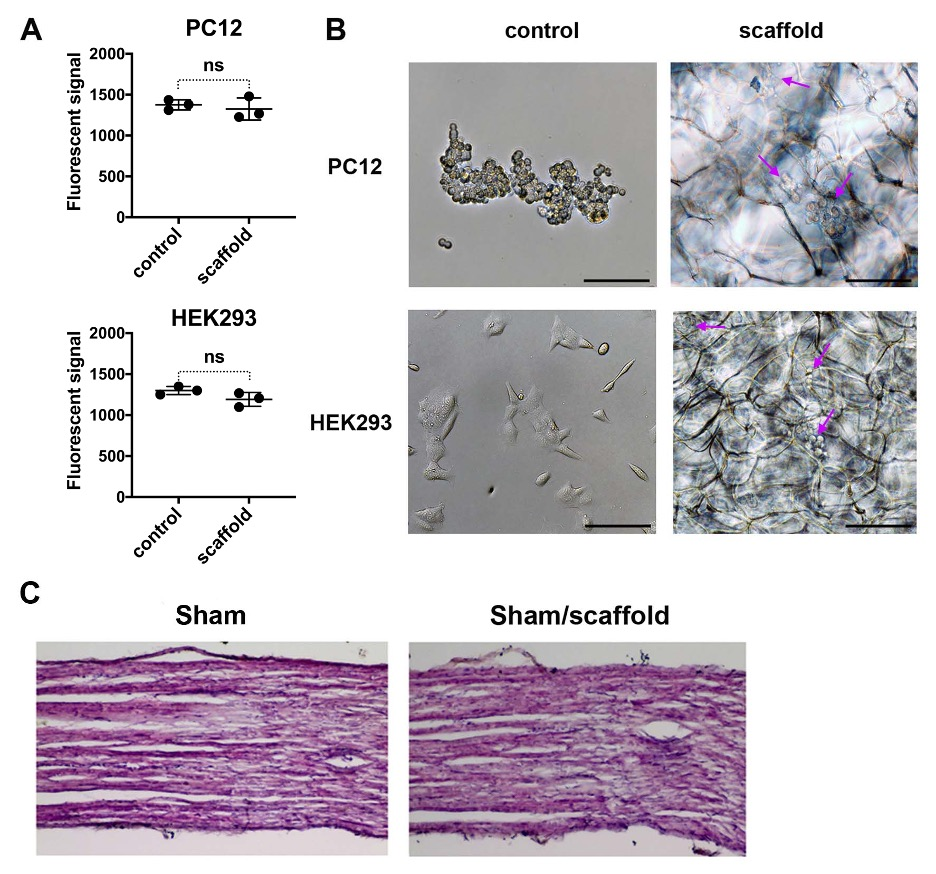 A
PC12
Fluorescent signal
2000
1500
1000
500
0
ns
control
scaffold
HEK293
Fluorescent signal
2000
1500
1000
500
0
ns
control
scaffold
B
control
scaffold
PC12
HEK293
C
Sham
Sham/scaffold